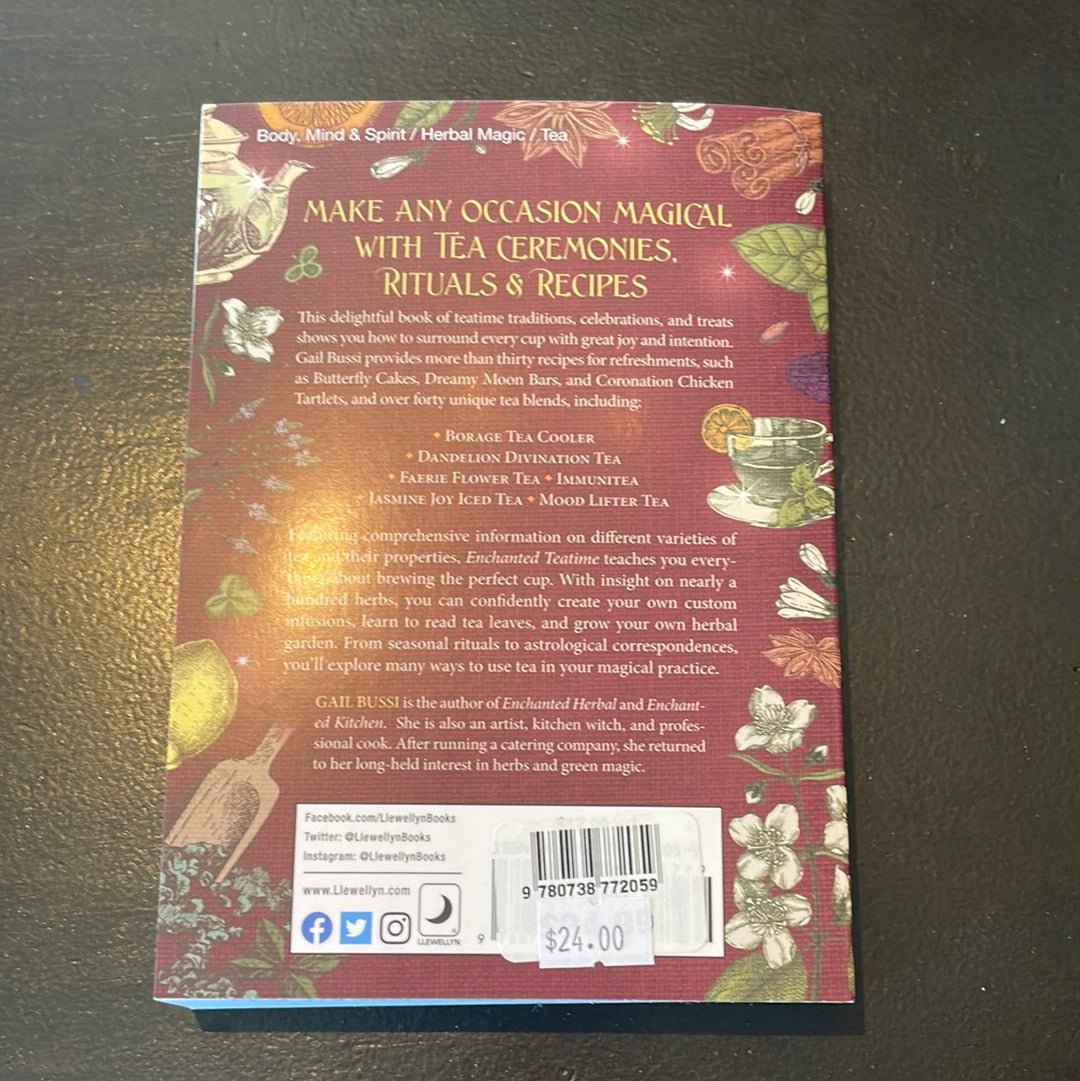 Body, Mind & Spirit / Herbal Magic / Tea
MAKE ANY OCCASION MAGICAL
WITH TEA CEREMONIES,
RITUALS & RECIPES
This delightful book of teatime traditions, celebrations, and treats
shows you how to surround every cup with great joy and intention.
Gail Bussi provides more than thirty recipes for refreshments, such
as Butterfly Cakes, Dreamy Moon Bars, and Coronation Chicken
Tartlets, and over forty unique tea blends, including:
• BORAGE TEA COOLER
• DANDELION DIVINATION TEA
• FAERIE FLOWER TEA • IMMUNITEA
• JASMINE JOY ICED TEA • MOOD LIFTER TEA
Featuring comprehensive information on different varieties of
tea and their properties, Enchanted Teatime teaches you every-
thing about brewing the perfect cup. With insight on nearly a
hundred herbs, you can confidently create your own custom
infusions, learn to read tea leaves, and grow your own herbal
garden. From seasonal rituals to astrological correspondences,
you'll explore many ways to use tea in your magical practice.
GAIL BUSSI is the author of Enchanted Herbal and Enchant-
ed Kitchen. She is also an artist, kitchen witch, and profes-
sional cook. After running a catering company, she returned
to her long-held interest in herbs and green magic.
Facebook.com/LlewellynBooks
Twitter: @LlewellynBooks
Instagram: @LlewellynBooks
www.Llewellyn.com
LLEWELLYN
9 780738 772059
$24.00
9